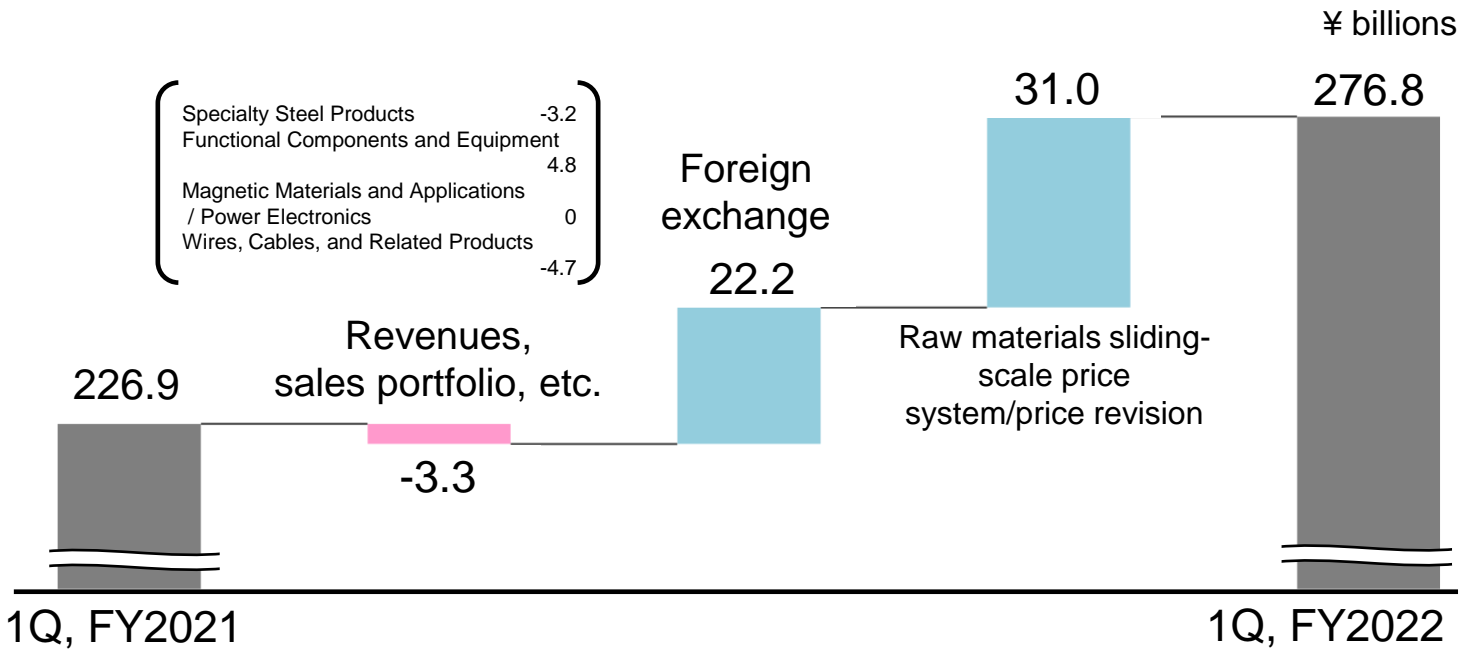 ¥ billions
Specialty Steel Products -3.2
Functional Components and Equipment
4.8
Magnetic Materials and Applications
/ Power Electronics 0
Wires, Cables, and Related Products
-4.7
226.9
Revenues,
sales portfolio, etc.
-3.3
Foreign
exchange
22.2
31.0
Raw materials sliding-
scale price
system/price revision
276.8
1Q, FY2021
1Q, FY2022